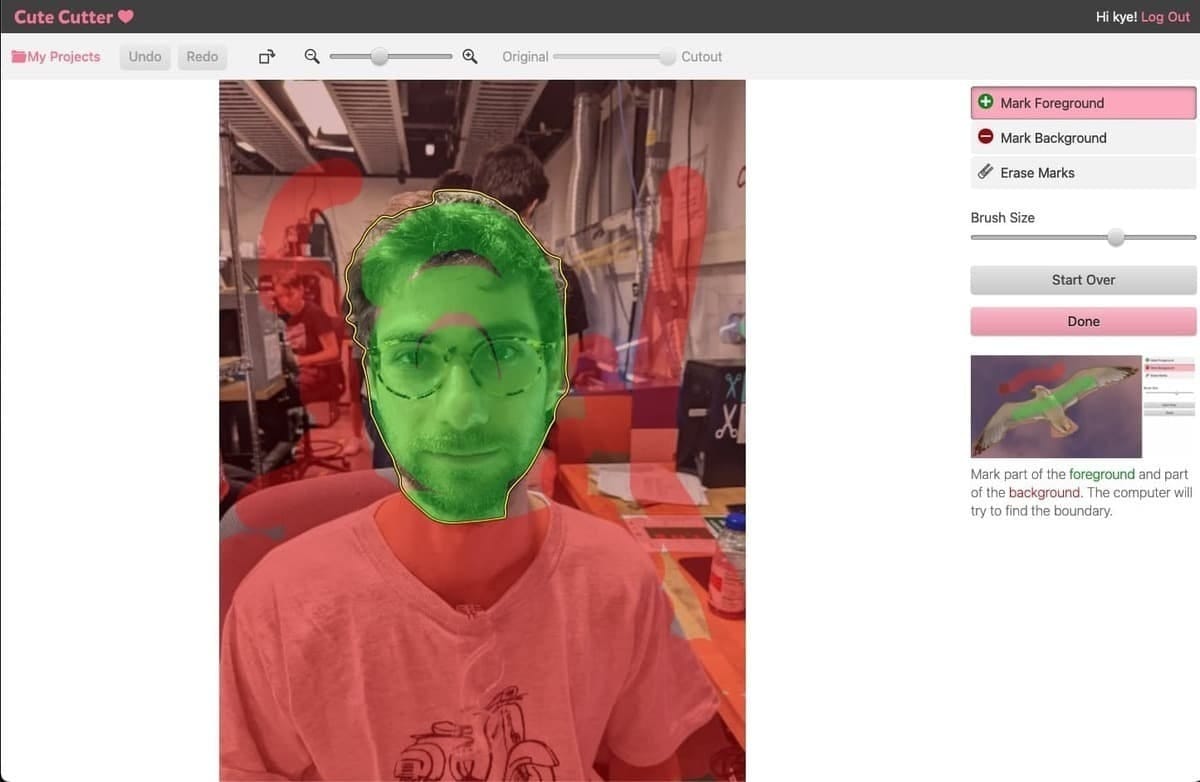 Cute Cutter
Hi kye! Log Out
My Projects
Undo
Redo
Original
Cutout
Mark Foreground
Mark Background
Erase Marks
Brush Size
Start Over
Done
Mark part of the foreground and part
of the background. The computer will
try to find the boundary.